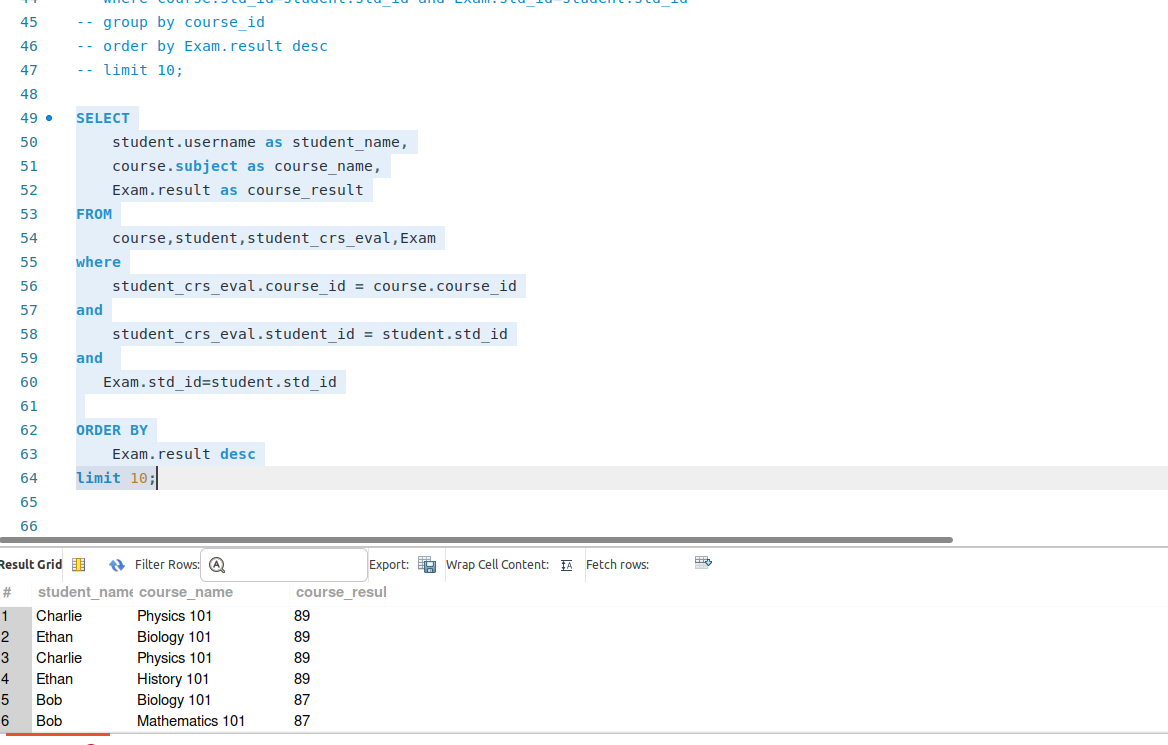 44 -- where course.std_id=student.std_id and Exam.std_id=student.std_id
45 -- group by course_id
46 -- order by Exam.result desc
47 -- limit 10;
48
49 SELECT
50 student.username as student_name,
51 course.subject as course_name,
52 Exam.result as course_result
53 FROM
54 course,student,student_crs_eval,Exam
55 where
56 student_crs_eval.course_id = course.course_id
57 and
58 student_crs_eval.student_id = student.std_id
59 and
60 Exam.std_id=student.std_id
61
62 ORDER BY
63 Exam.result desc
64 limit 10;
65
66
Result Grid Filter Rows: Export: Wrap Cell Content: Fetch rows:
# student_name course_name course_resul
1 Charlie Physics 101 89
2 Ethan Biology 101 89
3 Charlie Physics 101 89
4 Ethan History 101 89
5 Bob Biology 101 87
6 Bob Mathematics 101 87